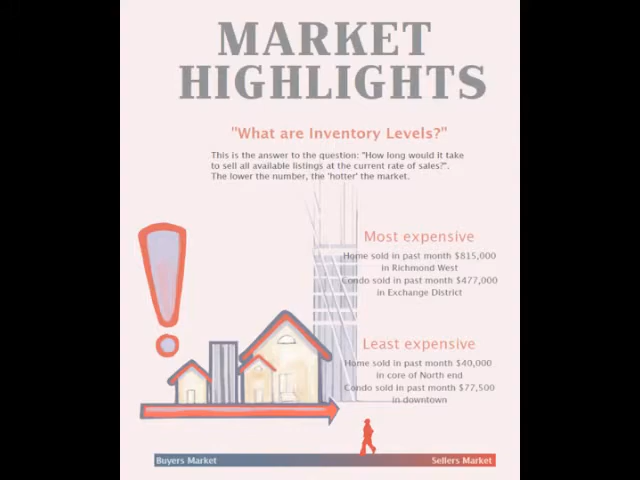 MARKET
HIGHLIGHTS
"What are Inventory Levels?"
This is the answer to the question: "How long would it take
to sell all available listings at the current rate of sales?".
The lower the number, the 'hotter' the market.
Most expensive
Home sold in past month $815,000
in Richmond West
Condo sold in past month $477,000
in Exchange District
Least expensive
Home sold in past month $40,000
in core of North end
Condo sold in past month $77,500
in downtown
Buyers Market
Sellers Market